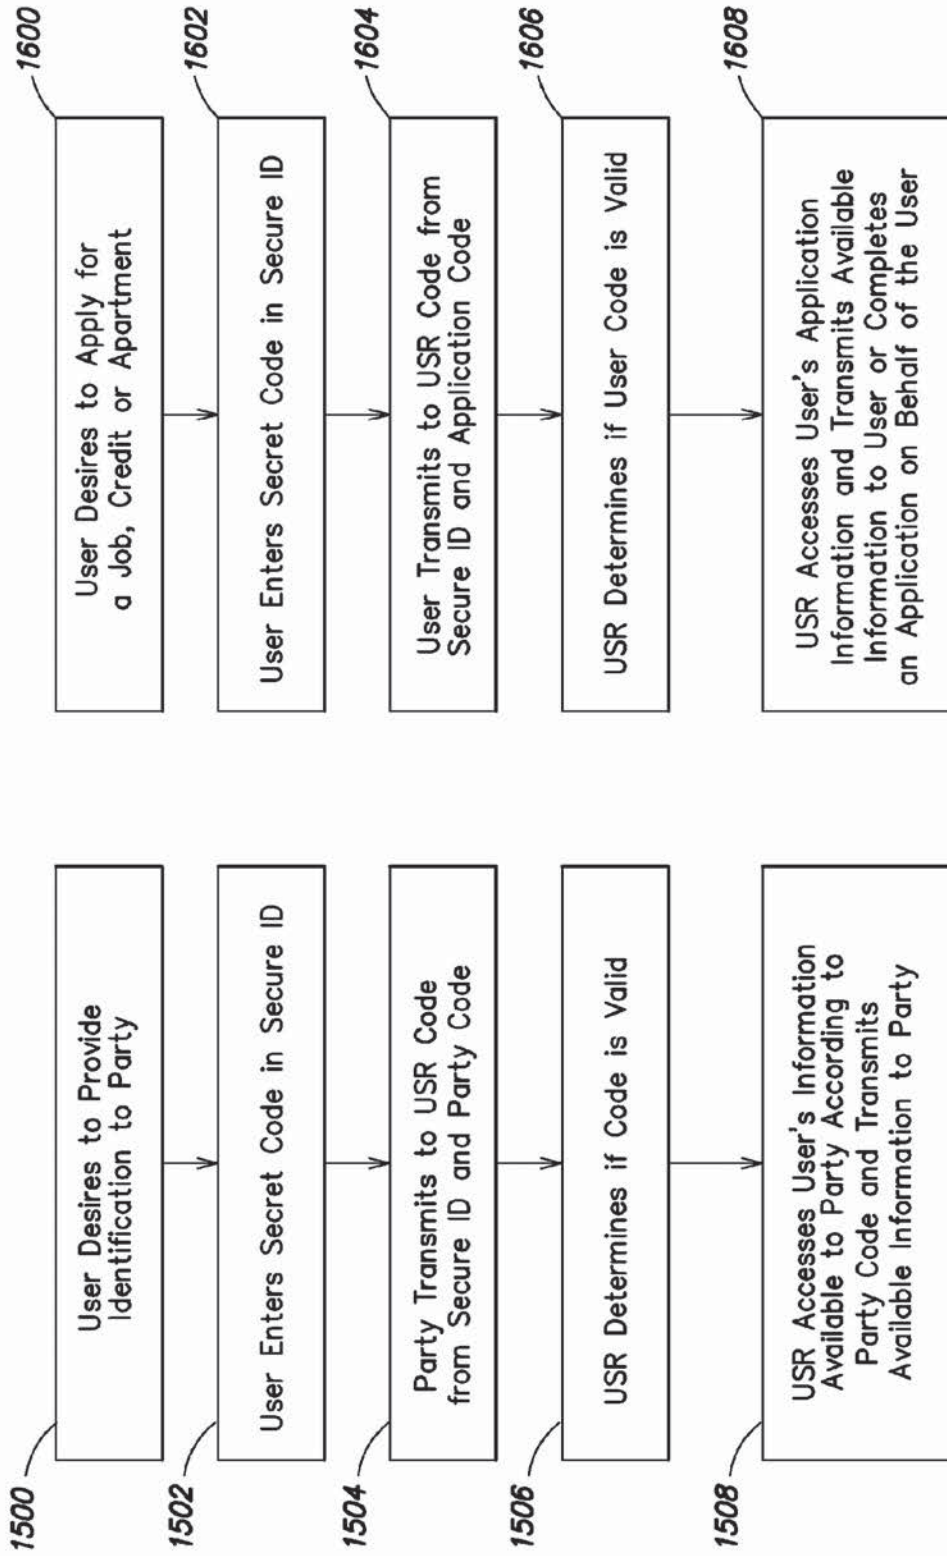 1500
User Desires to Provide
Identification to Party
1502
User Enters Secret Code in Secure ID
1504
Party Transmits to USR Code
from Secure ID and Party Code
1506
USR Determines if Code is Valid
1508
USR Accesses User's Information
Available to Party According to
Party Code and Transmits
Available Information to Party
1600
User Desires to Apply for
a Job, Credit or Apartment
1602
User Enters Secret Code in Secure ID
1604
User Transmits to USR Code from
Secure ID and Application Code
1606
USR Determines if User Code is Valid
1608
USR Accesses User's Application
Information and Transmits Available
Information to User or Completes
an Application on Behalf of the User